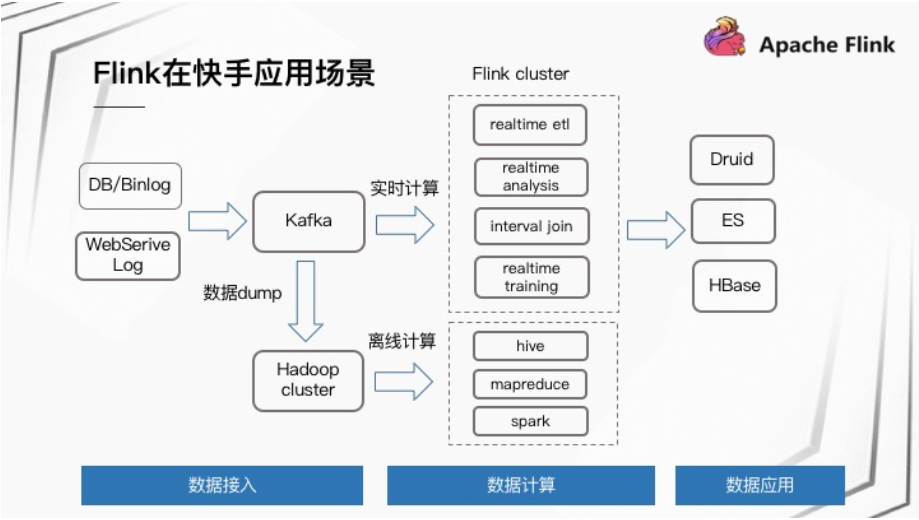 Apache Flink
Flink在快手应用场景
Flink cluster
realtime etl
realtime
analysis
interval join
realtime
training
DB/Binlog
WebSerive
Log
Kafka
实时计算
数据dump
Hadoop
cluster
离线计算
hive
mapreduce
spark
Druid
ES
HBase
数据接入
数据计算
数据应用